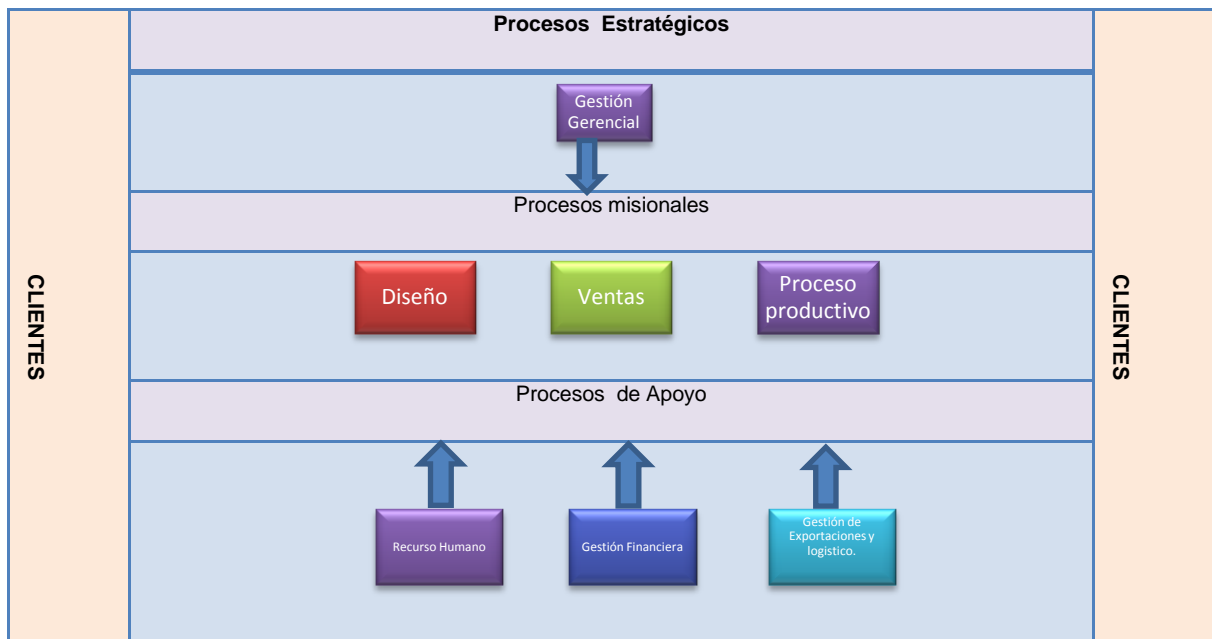 Procesos Estratégicos
Gestión
Gerencial
Procesos misionales
CLIENTES
Diseño
Ventas
Proceso
productivo
CLIENTES
Procesos de Apoyo
Recurso Humano
Gestión Financiera
Gestión de
Exportaciones y
logístico.